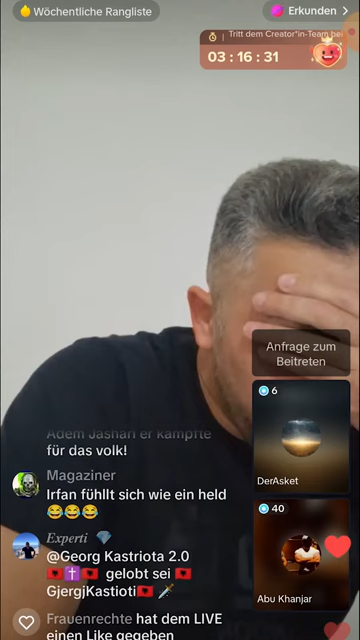 Wöchentliche Rangliste
Erkunden
Tritt dem Creator*in-Team bei
03 : 16 : 31
Anfrage zum
Beitreten
6
DerAsket
40
Abu Khanjar
Adem Jashari er kämpfte
für das volk!
Magaziner
Irfan fühllt sich wie ein held
😂😂😂
Experti 💎
@Georg Kastriota 2.0
🇦🇱✝️🇦🇱 gelobt sei 🇦🇱
GjergjKastioti🇦🇱🗡️
Frauenrechte hat dem LIVE
einen Like gegeben